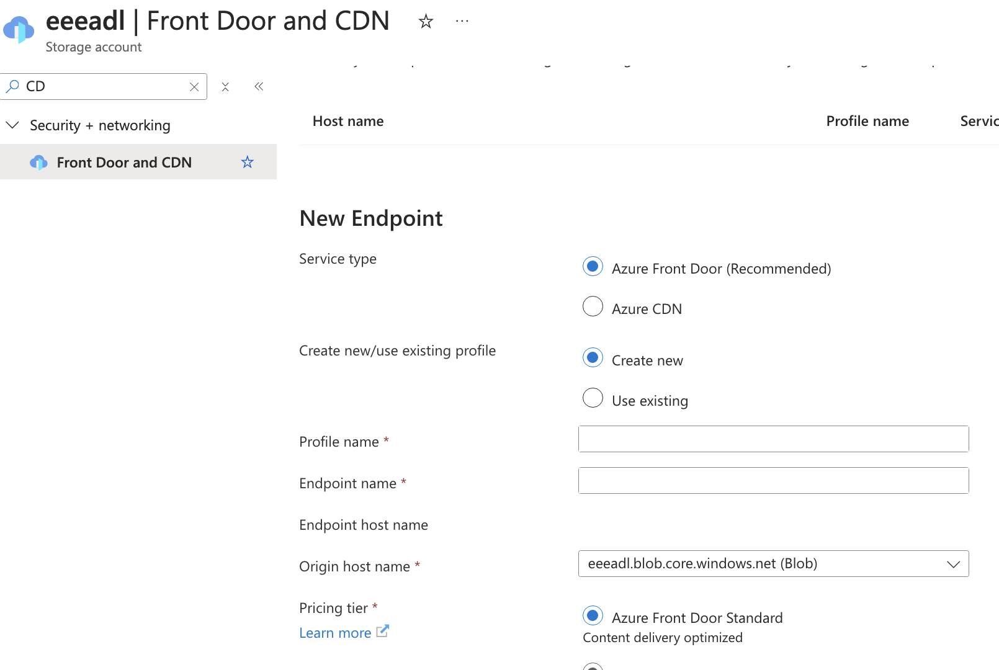 eeeadl | Front Door and CDN
Storage account
CD
Security + networking
Front Door and CDN
Host name
Profile name
New Endpoint
Service type
Azure Front Door (Recommended)
Azure CDN
Create new/use existing profile
Create new
Use existing
Profile name *
Endpoint name *
Endpoint host name
Origin host name *
eeeadl.blob.core.windows.net (Blob)
Pricing tier *
Learn more
Azure Front Door Standard
Content delivery optimized